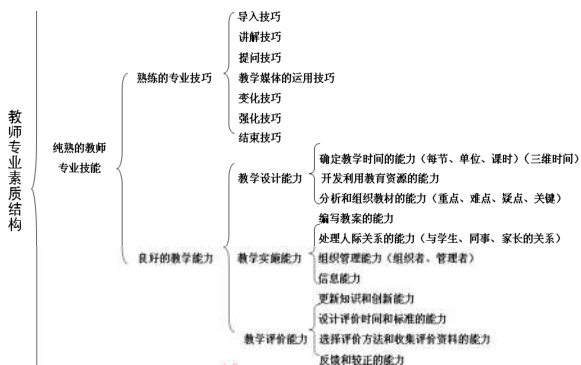 教师专业素质结构
纯熟的教师
专业技能
熟练的专业技巧
导入技巧
讲解技巧
提问技巧
教学媒体的运用技巧
变化技巧
强化技巧
结束技巧
良好的教学能力
教学设计能力
确定教学时间的能力（每节、单位、课时）（三维时间）
开发利用教育资源的能力
分析和组织教材的能力（重点、难点、疑点、关键）
编写教案的能力
教学实施能力
处理人际关系的能力（与学生、同事、家长的关系）
组织管理能力（组织者、管理者）
信息能力
更新知识和创新能力
教学评价能力
设计评价时间和标准的能力
选择评价方法和收集评价资料的能力
反馈和较正的能力